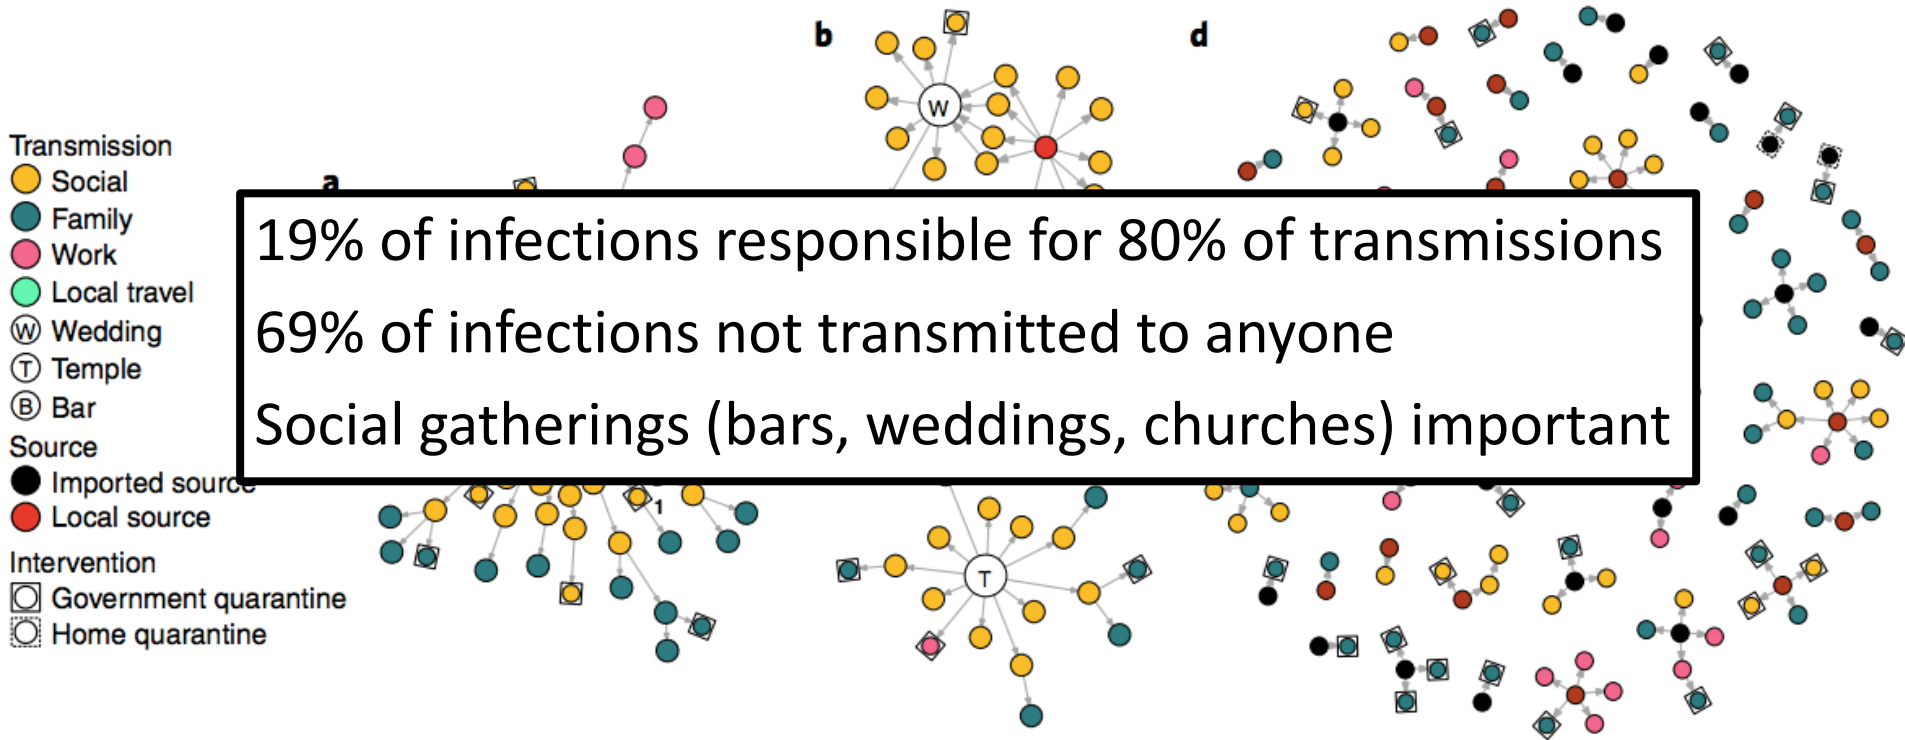 b
d
W
Transmission
a
Social
Family
Work
Local travel
W Wedding
T Temple
B Bar
Source
Imported source
Local source
Intervention
Government quarantine
Home quarantine
19% of infections responsible for 80% of transmissions
69% of infections not transmitted to anyone
Social gatherings (bars, weddings, churches) important
1
T